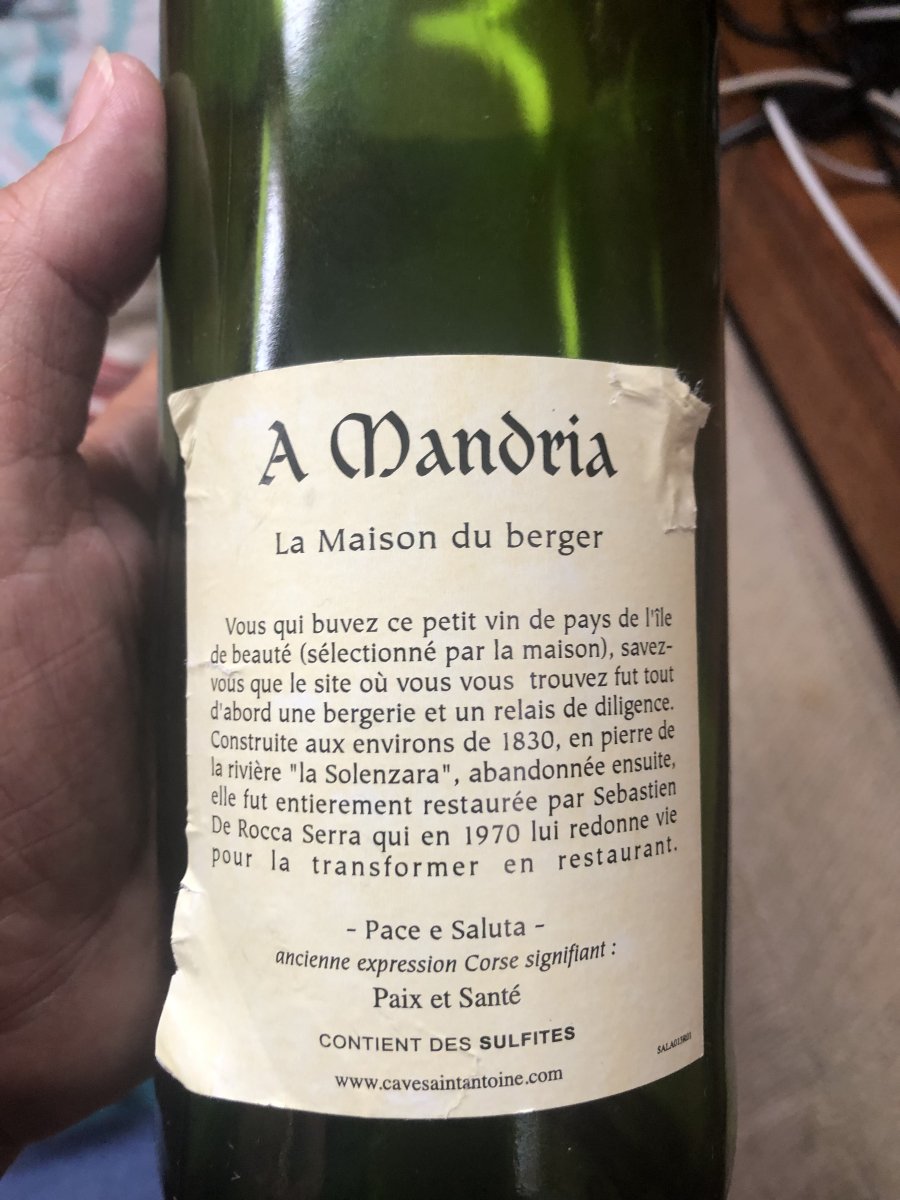 A Mandria
La Maison du berger
Vous qui buvez ce petit vin de pays de l'île
de beauté (sélectionné par la maison), savez-
vous que le site où vous vous trouvez fut tout
d'abord une bergerie et un relais de diligence.
Construite aux environs de 1830, en pierre de
la rivière "la Solenzara", abandonnée ensuite,
elle fut entierement restaurée par Sebastien
De Rocca Serra qui en 1970 lui redonne vie
pour la transformer en restaurant.
- Pace e Saluta -
ancienne expression Corse signifiant :
Paix et Santé
CONTIENT DES SULFITES
www.cavesaintantoine.com